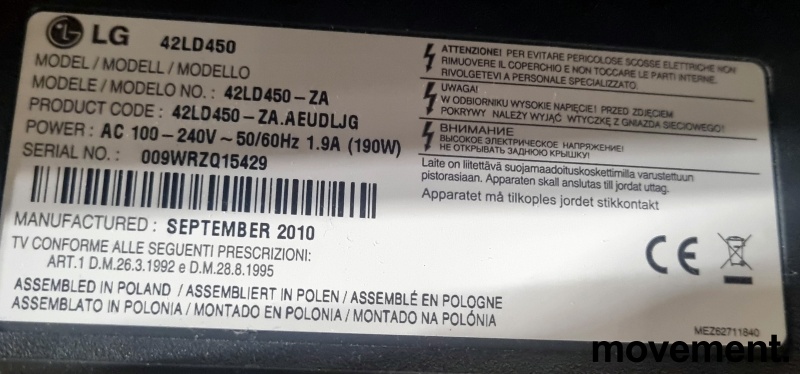 LG 42LD450
MODEL / MODELL / MODELLO
MODELE / MODELO NO. : 42LD450-ZA
PRODUCT CODE : 42LD450-ZA.AEUDLJG
POWER : AC 100-240V ~ 50/60Hz 1.9A (190W)
SERIAL NO. : 009WRZQ15429
MANUFACTURED : SEPTEMBER 2010
TV CONFORME ALLE SEGUENTI PRESCRIZIONI:
ART.1 D.M.26.3.1992 e D.M.28.8.1995
ASSEMBLED IN POLAND / ASSEMBLIERT IN POLEN / ASSEMBLÉ EN POLOGNE
ASSEMBLATO IN POLONIA / MONTADO EN POLONIA / MONTADO NA POLÓNIA
ATTENZIONE! PER EVITARE PERICOLOSE SCOSSE ELETTRICHE NON
RIMUOVERE IL COPERCHIO E NON TOCCARE LE PARTI INTERNE.
RIVOLGETEVI A PERSONALE SPECIALIZZATO.
UWAGA!
W ODBIORNIKU WYSOKIE NAPIĘCIE! PRZED ZDJĘCIEM
POKRYWY NALEŻY WYJĄĆ WTYCZKĘ Z GNIAZDA SIECIOWEGO!
ВНИМАНИЕ
ВЫСОКОЕ ЭЛЕКТРИЧЕСКОЕ НАПРЯЖЕНИЕ!
НЕ ОТКРЫВАТЬ ЗАДНЮЮ КРЫШКУ!
Laite on liitettävä suojamaadoituskoskettimilla varustettuun
pistorasiaan. Apparaten skall anslutas till jordat uttag.
Apparatet må tilkoples jordet stikkontakt
CE
MEZ62711840
movement.